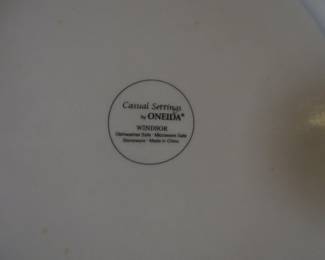 Casual Settings
by ONEIDA®
WINDSOR
Dishwasher Safe · Microwave Safe
Stoneware · Made in China